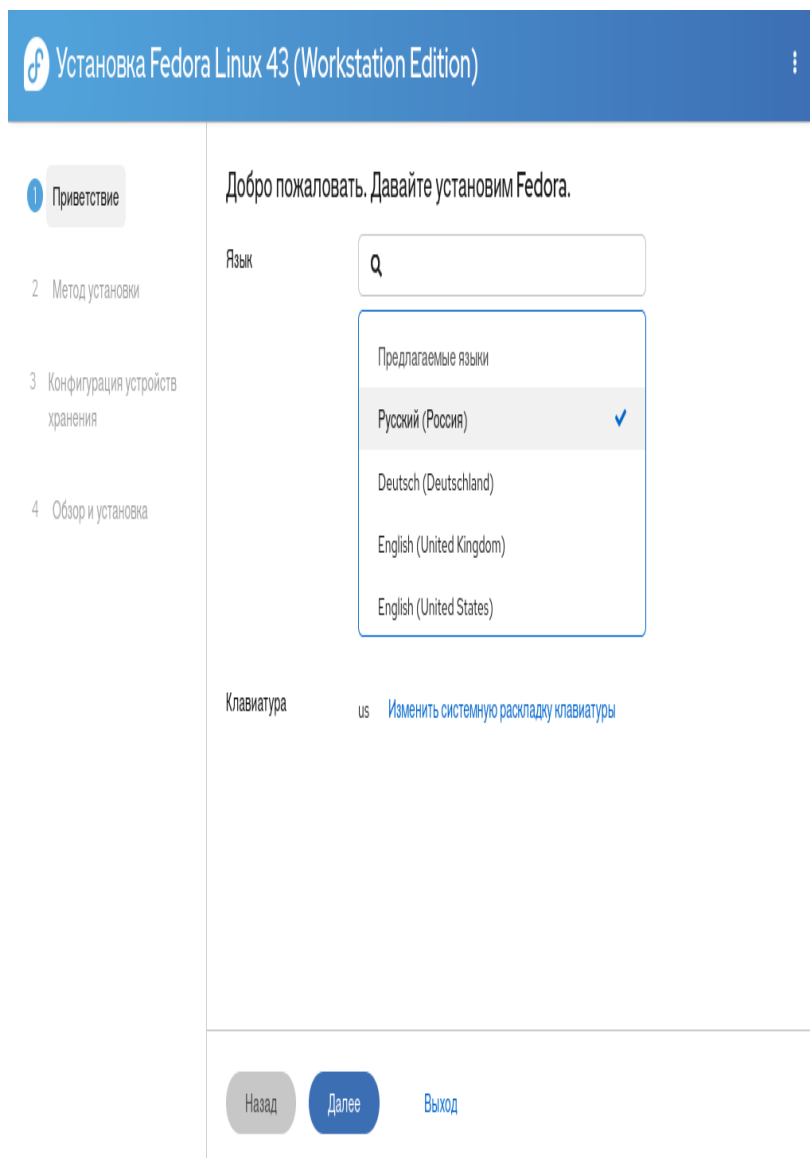 Установка Fedora Linux 43 (Workstation Edition)
1 Приветствие
2 Метод установки
3 Конфигурация устройств
хранения
4 Обзор и установка
Добро пожаловать. Давайте установим Fedora.
Язык
Предлагаемые языки
Русский (Россия)
Deutsch (Deutschland)
English (United Kingdom)
English (United States)
Клавиатура
us Изменить системную раскладку клавиатуры
Назад Далее Выход